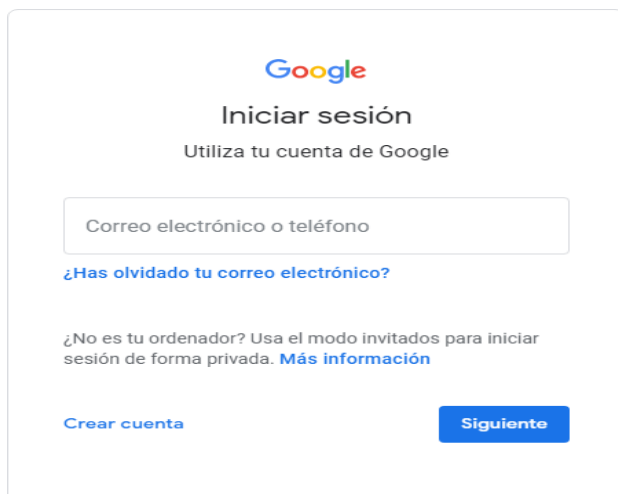 Google
Iniciar sesión
Utiliza tu cuenta de Google
Correo electrónico o teléfono
¿Has olvidado tu correo electrónico?
¿No es tu ordenador? Usa el modo invitados para iniciar
sesión de forma privada. Más información
Crear cuenta
Siguiente